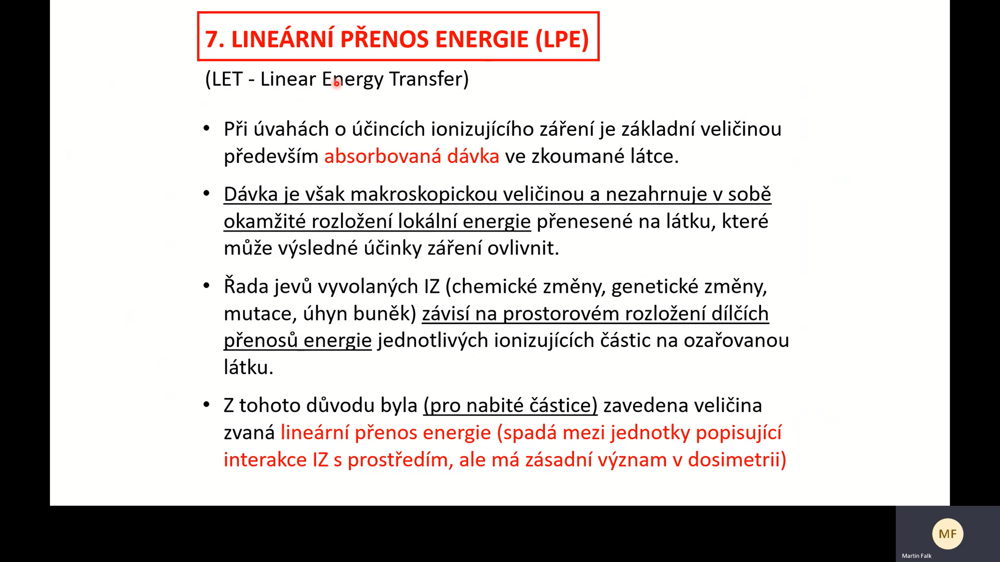 7. LINEÁRNÍ PŘENOS ENERGIE (LPE)
(LET - Linear Energy Transfer)
• Při úvahách o účincích ionizujícího záření je základní veličinou
především absorbovaná dávka ve zkoumané látce.
• Dávka je však makroskopickou veličinou a nezahrnuje v sobě
okamžité rozložení lokální energie přenesené na látku, které
může výsledné účinky záření ovlivnit.
• Řada jevů vyvolaných IZ (chemické změny, genetické změny,
mutace, úhyn buněk) závisí na prostorovém rozložení dílčích
přenosů energie jednotlivých ionizujících částic na ozařovanou
látku.
• Z tohoto důvodu byla (pro nabité částice) zavedena veličina
zvaná lineární přenos energie (spadá mezi jednotky popisující
interakce IZ s prostředím, ale má zásadní význam v dosimetrii)
MF
Martin Falk